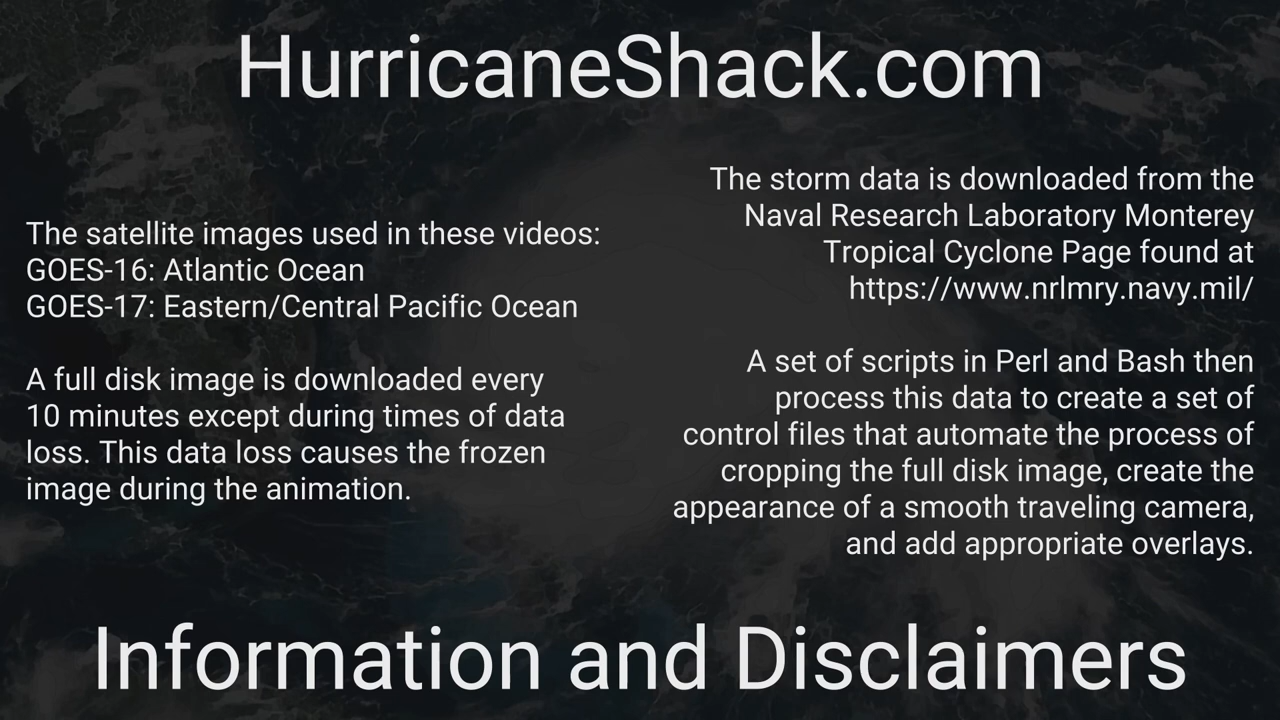 HurricaneShack.com
The satellite images used in these videos:
GOES-16: Atlantic Ocean
GOES-17: Eastern/Central Pacific Ocean
A full disk image is downloaded every
10 minutes except during times of data
loss. This data loss causes the frozen
image during the animation.
The storm data is downloaded from the
Naval Research Laboratory Monterey
Tropical Cyclone Page found at
https://www.nrlmry.navy.mil/
A set of scripts in Perl and Bash then
process this data to create a set of
control files that automate the process of
cropping the full disk image, create the
appearance of a smooth traveling camera,
and add appropriate overlays.
Information and Disclaimers